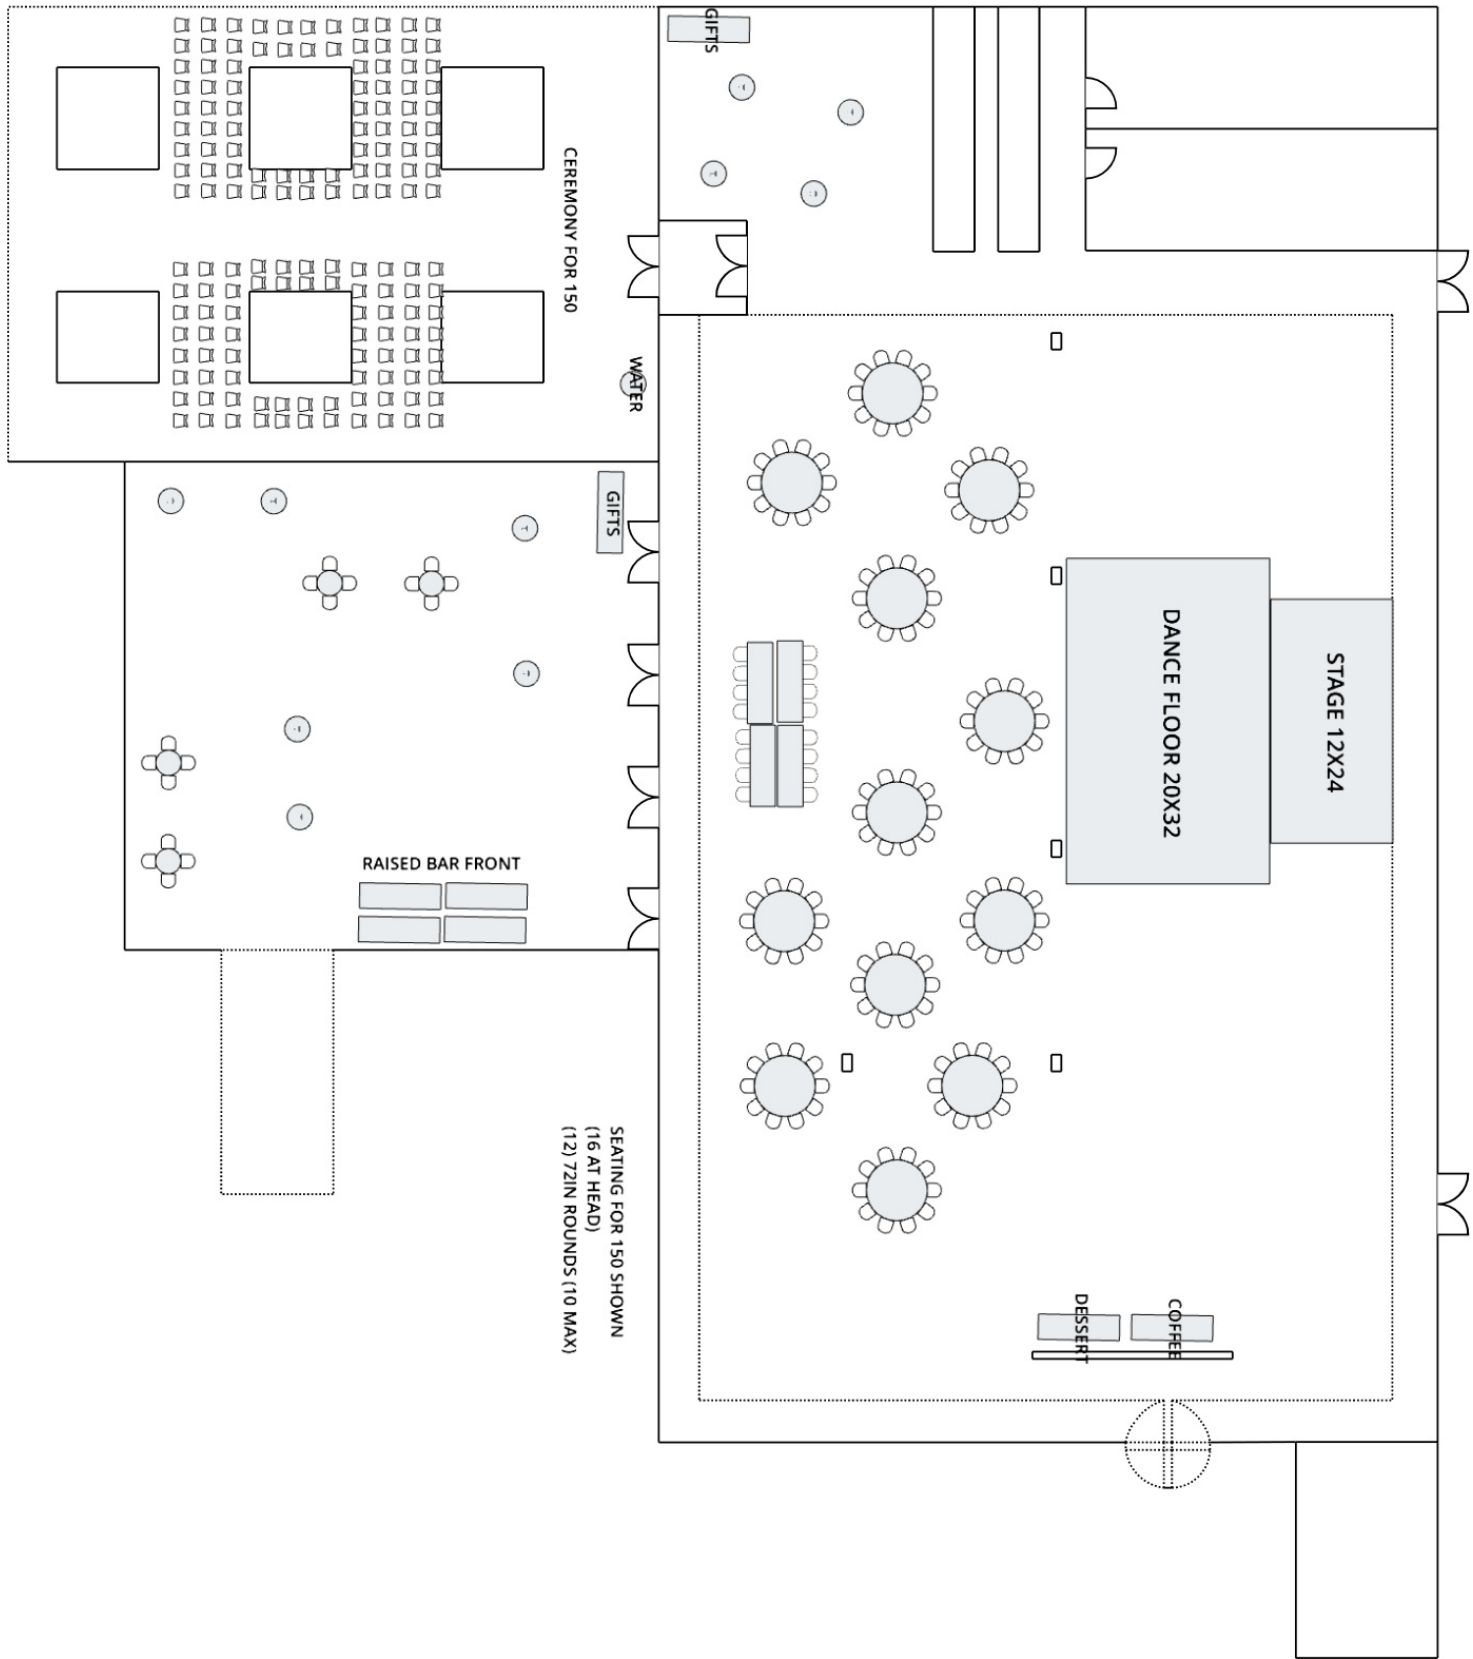 GIFTS
CEREMONY FOR 150
WATER
GIFTS
DANCE FLOOR 20X32
STAGE 12X24
RAISED BAR FRONT
SEATING FOR 150 SHOWN
(16 AT HEAD)
(12) 72IN ROUNDS (10 MAX)
DESSERT
COFFEE